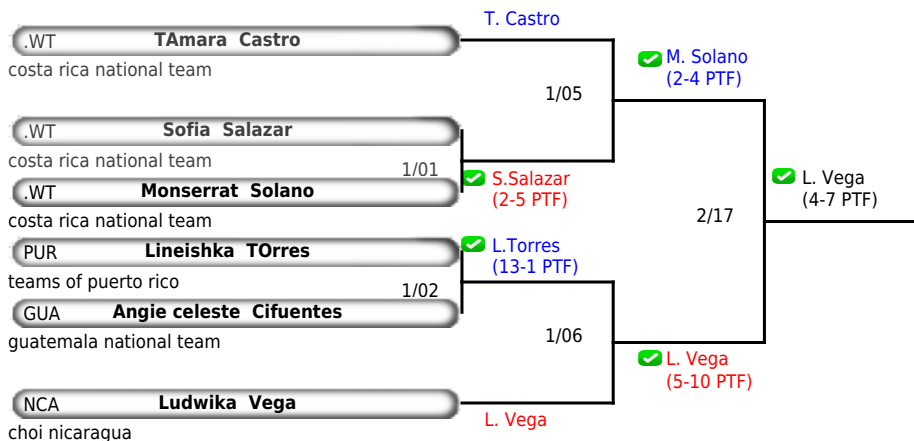 T. Castro
.WT TAmara Castro
costa rica national team
M. Solano
(2-4 PTF)
1/05
.WT Sofia Salazar
costa rica national team
1/01
S.Salazar
(2-5 PTF)
L. Vega
(4-7 PTF)
.WT Monserrat Solano
costa rica national team
2/17
PUR Lineishka TOrres
teams of puerto rico
L.Torres
(13-1 PTF)
1/02
GUA Angie celeste Cifuentes
guatemala national team
1/06
L. Vega
(5-10 PTF)
NCA Ludwika Vega
choi nicaragua
L. Vega